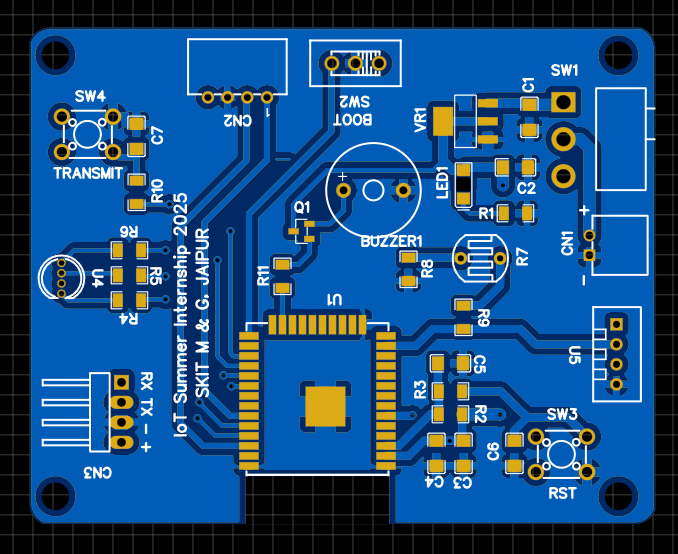 SW4
TRANSMIT
C7
R10
CN2
1
BOOT
SW2
VR1
C1
SW1
LED1
C2
R1
+
BUZZER1
Q1
+
CN1
-
R6
U4
R5
R4
IoT Summer Internship 2025
SKIT M & G, JAIPUR
R11
R8
R7
U1
R9
U5
C5
R3
R2
C4
C3
C6
SW3
RST
RX
TX
-
+
CN3